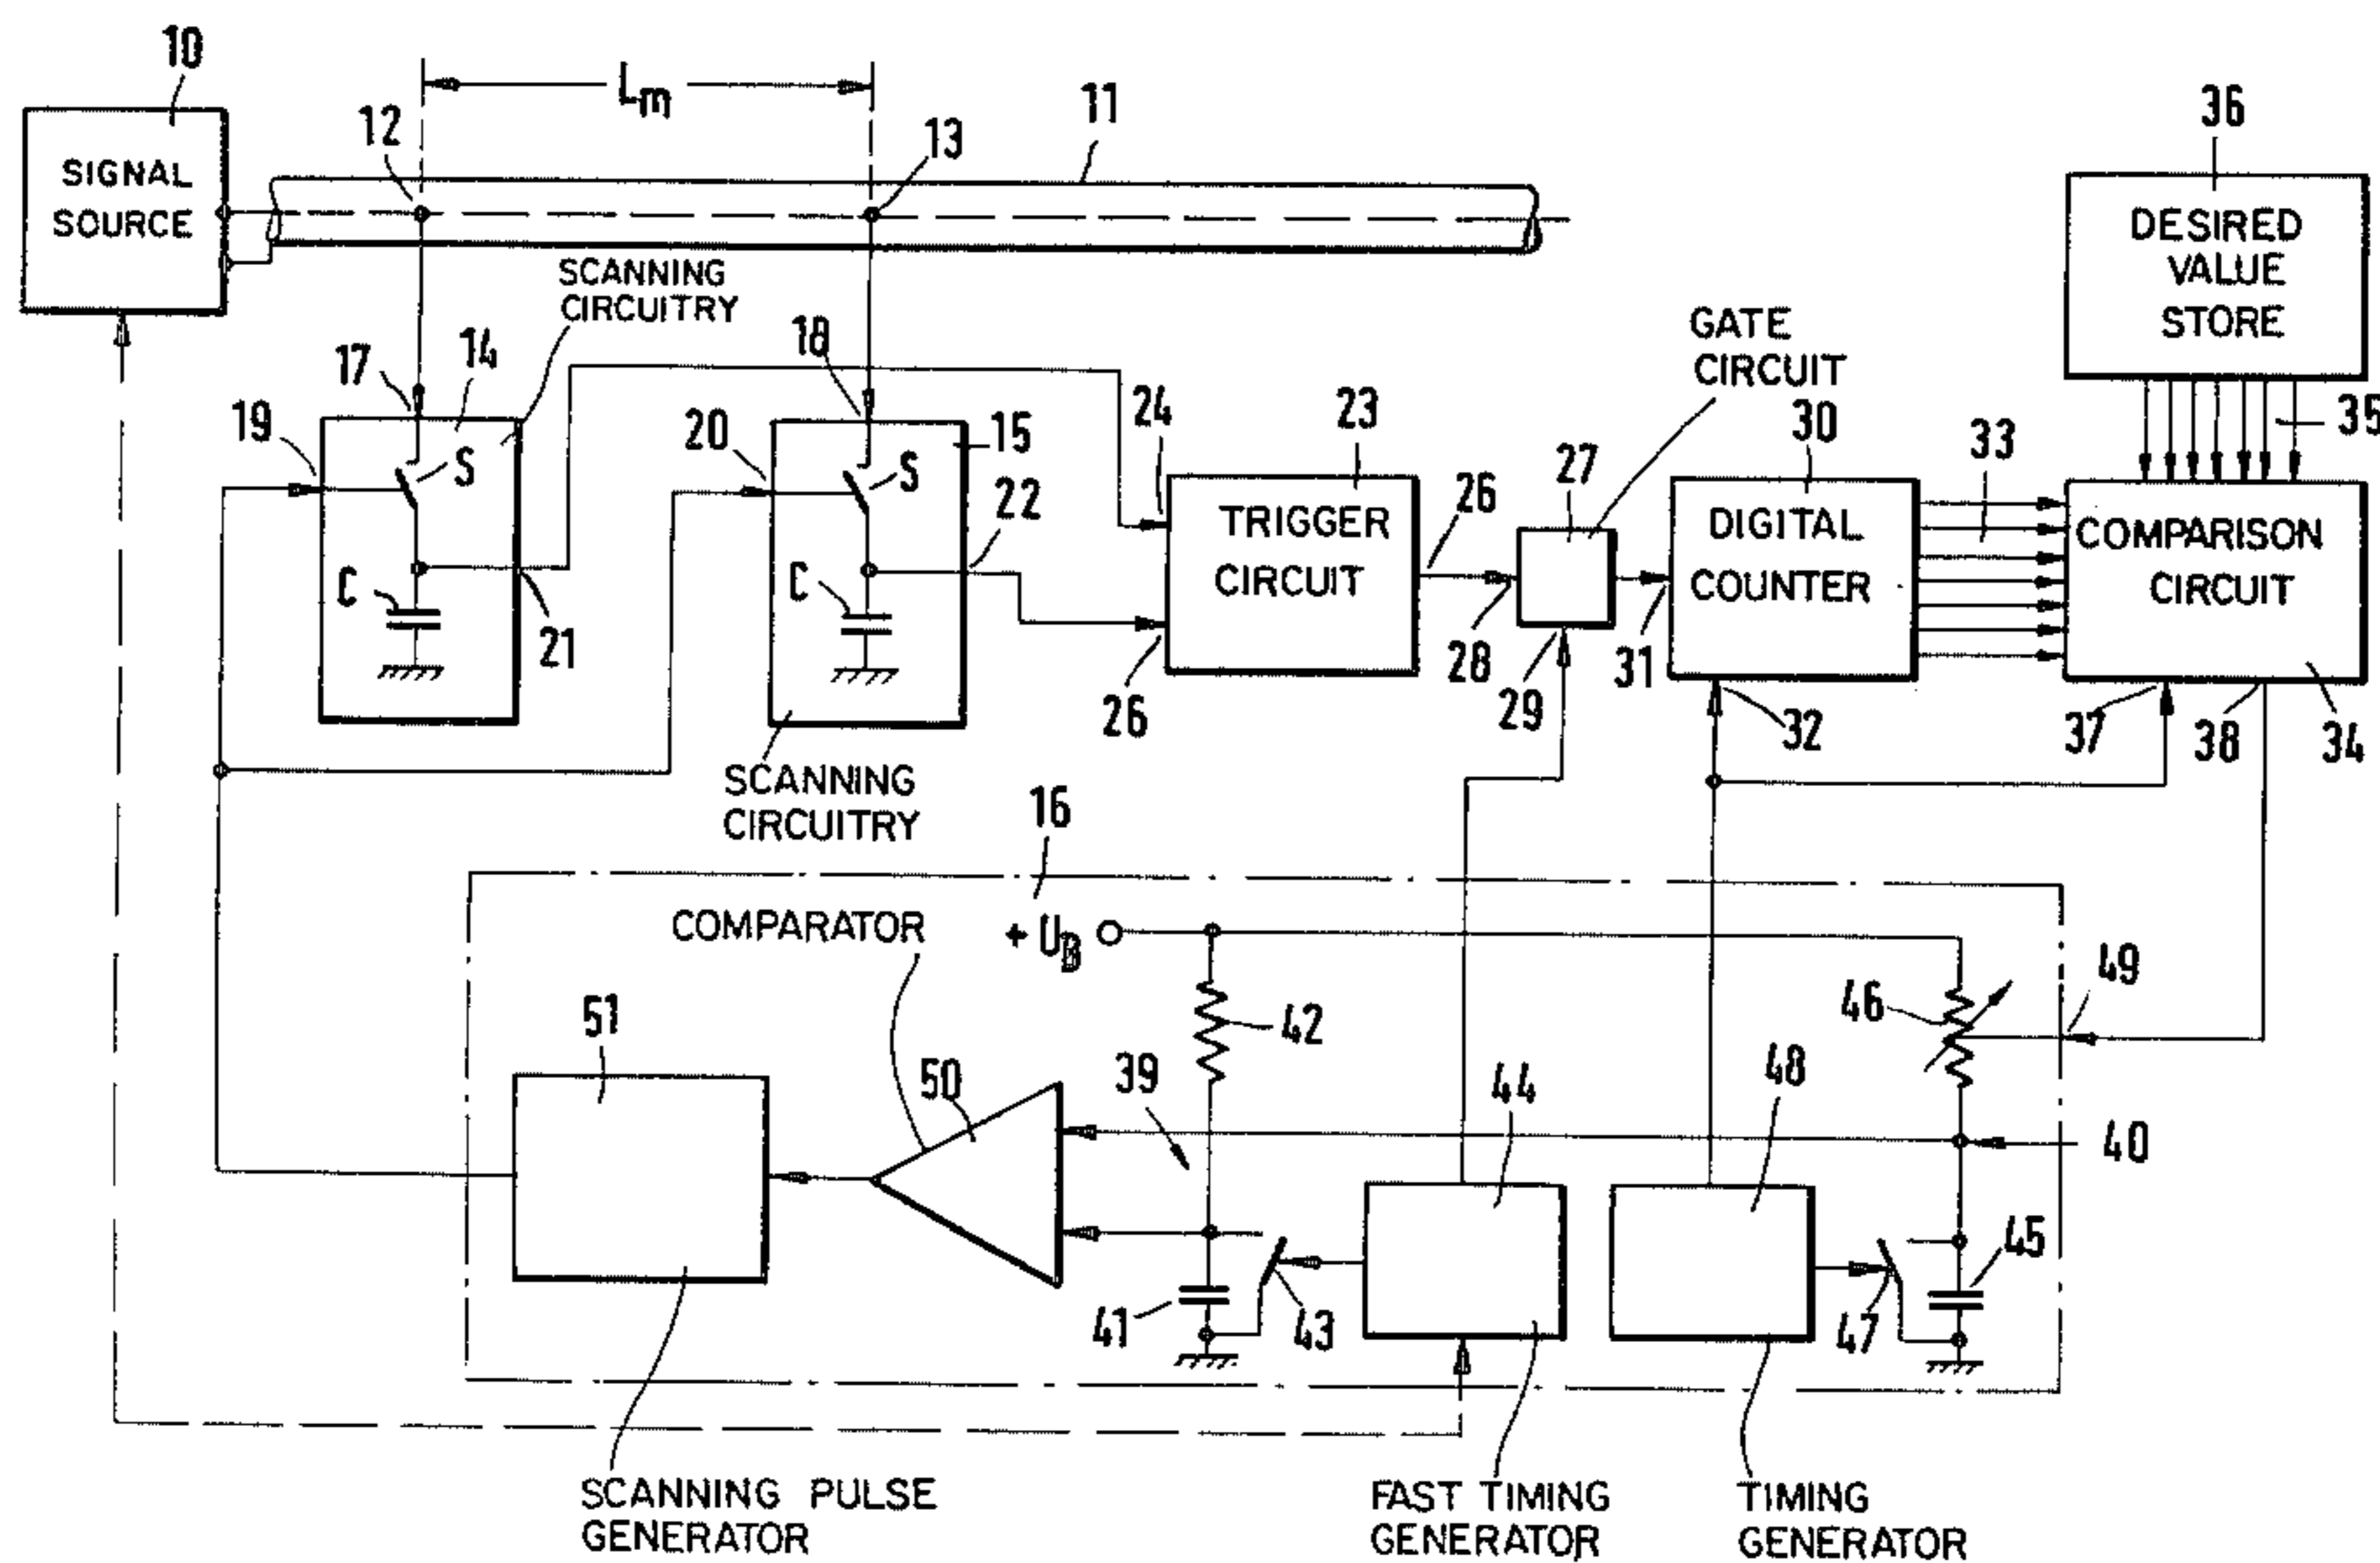 10
SIGNAL
SOURCE
12
Lm
13
11
36
DESIRED
VALUE
STORE
35
SCANNING
CIRCUITRY
17
14
19
S
C
21
18
20
15
S
22
C
SCANNING
CIRCUITRY
24
23
TRIGGER
CIRCUIT
26
26
GATE
CIRCUIT
27
28
29
30
DIGITAL
COUNTER
31
32
33
COMPARISON
CIRCUIT
37
38
34
16
COMPARATOR
+ UB
42
46
49
51
50
39
44
48
40
41
43
47
45
SCANNING PULSE
GENERATOR
FAST TIMING
GENERATOR
TIMING
GENERATOR